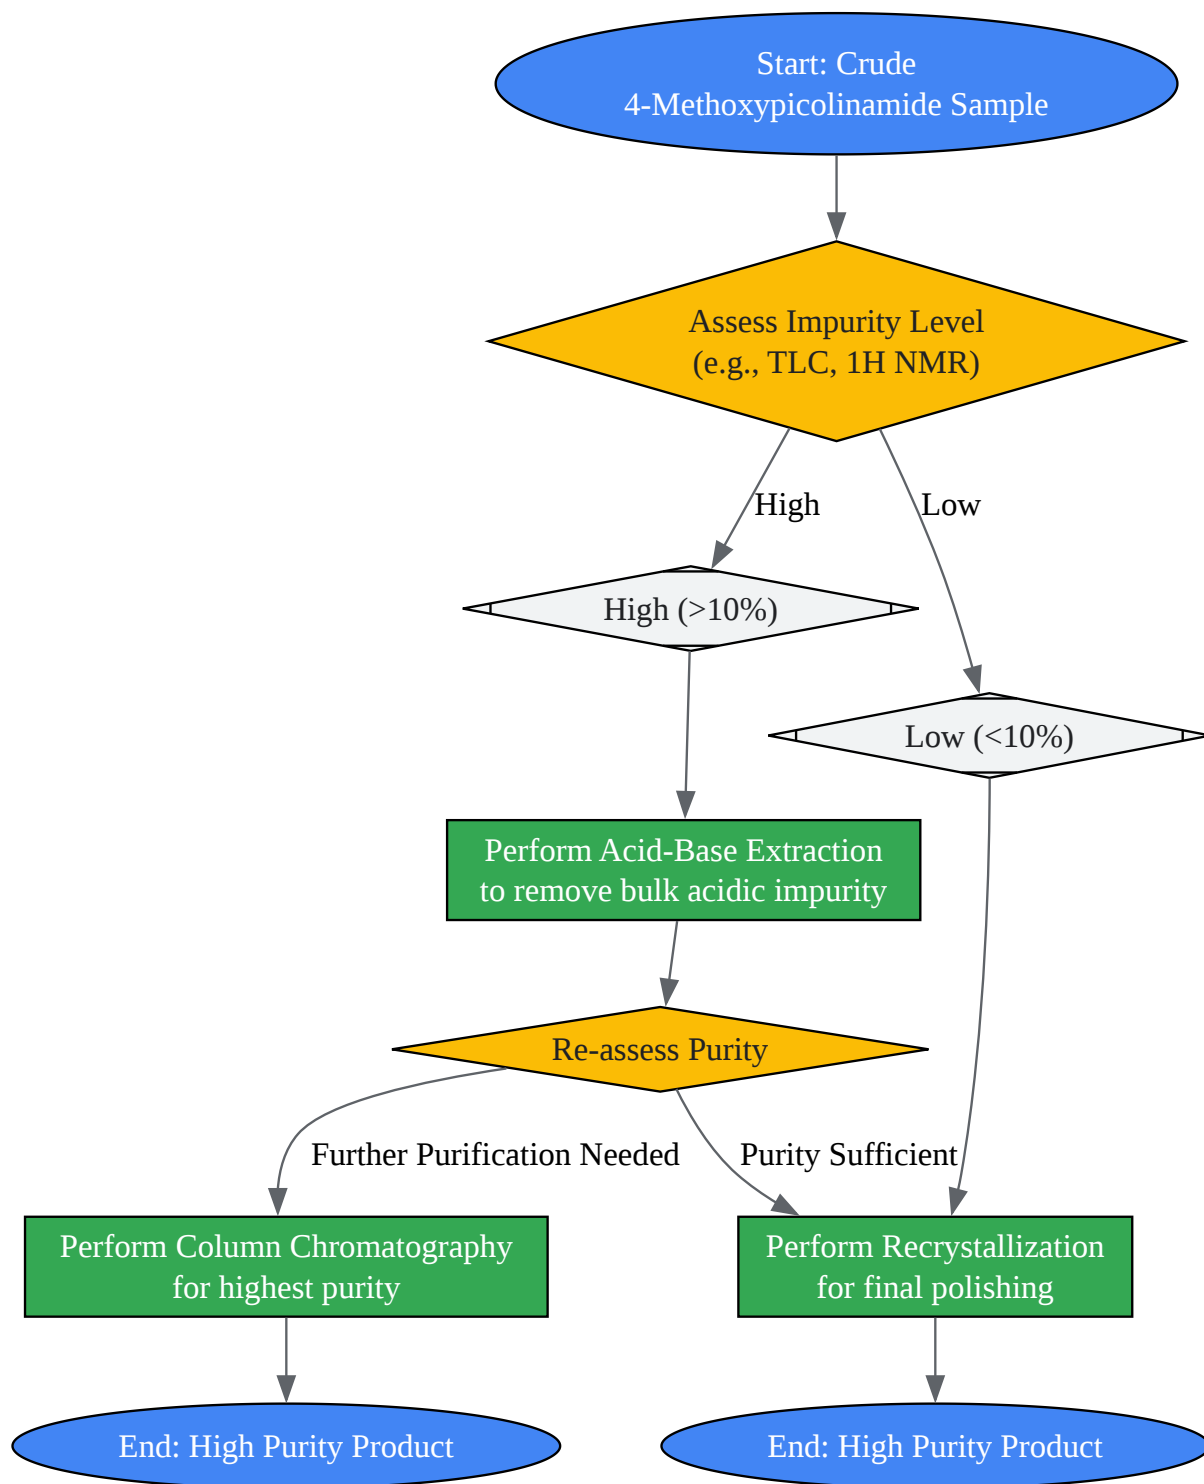 Start: Crude
4-Methoxypicolinamide Sample
Assess Impurity Level
(e.g., TLC, 1H NMR)
High
Low
High (>10%)
Low (<10%)
Perform Acid-Base Extraction
to remove bulk acidic impurity
Re-assess Purity
Further Purification Needed
Purity Sufficient
Perform Column Chromatography
for highest purity
Perform Recrystallization
for final polishing
End: High Purity Product
End: High Purity Product